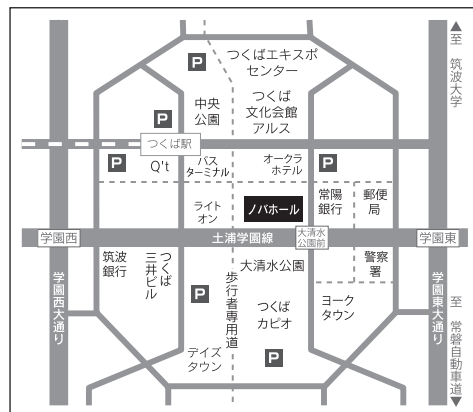 つくばエキスポ
センター
P
▲至 筑波大学
中央
公園
つくば
文化会館
アルス
P
つくば駅
P
Q't
バス
ターミナル
オークラ
ホテル
P
ライト
オン
ノバホール
常陽
銀行
郵便
局
学園西
土浦学園線
大清水
公園前
学園東
筑波
銀行
つくば
三井ビル
大清水公園
警察
署
学園西大通り
歩行者専用道
学園東大通り
P
つくば
カピオ
ヨーク
タウン
デイズ
タウン
P
至 常磐自動車道▼